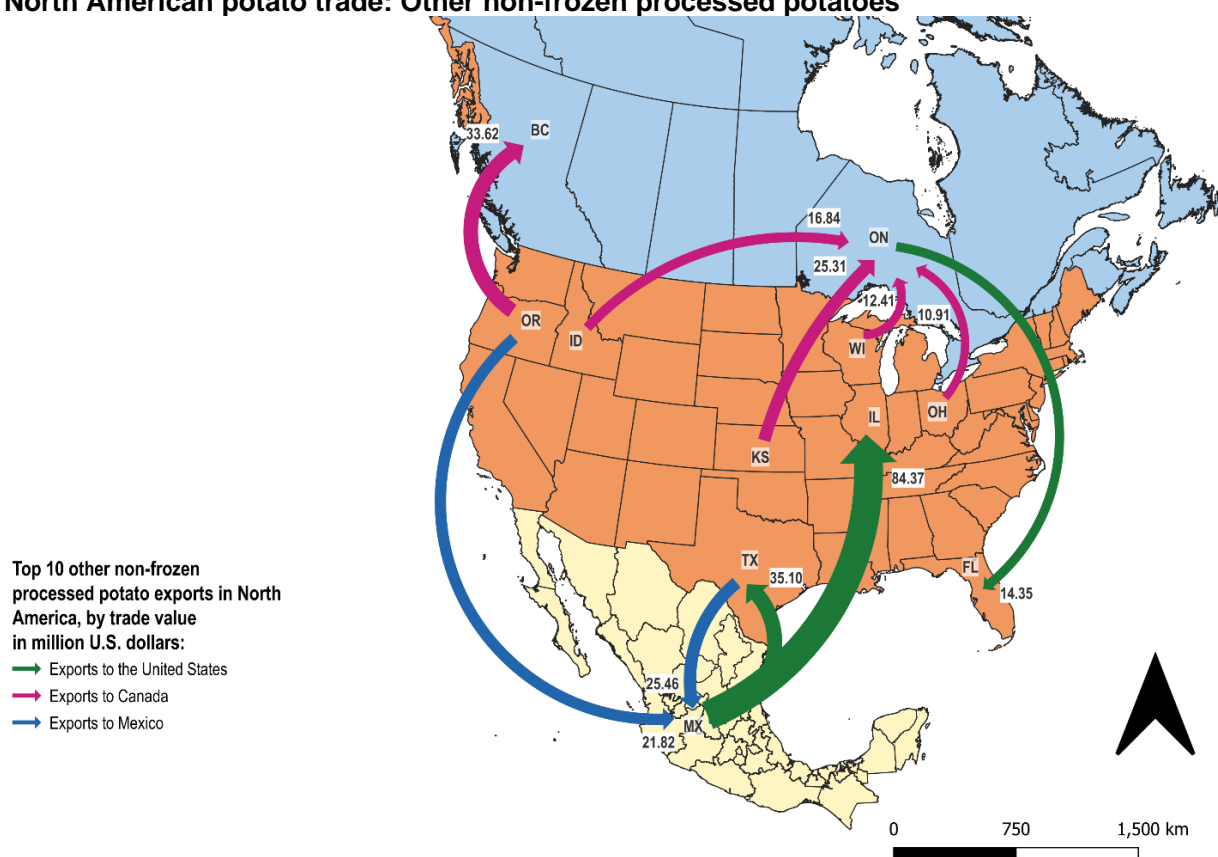 North American potato trade: Other non-frozen processed potatoes
33.62
BC
16.84
ON
25.31
12.41
10.91
OR
ID
WI
IL
OH
KS
84.37
TX
35.10
FL
14.35
25.46
MX
21.82
Top 10 other non-frozen
processed potato exports in North
America, by trade value
in million U.S. dollars:
Exports to the United States
Exports to Canada
Exports to Mexico
0 750 1,500 km